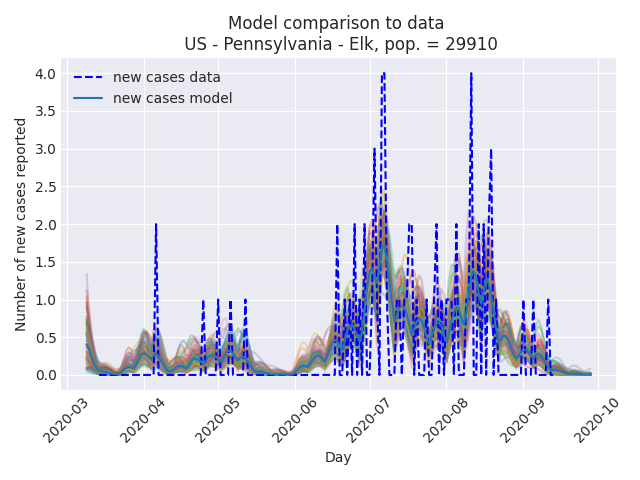 Model comparison to data
US - Pennsylvania - Elk, pop. = 29910
new cases data
new cases model
Number of new cases reported
4.0
3.5
3.0
2.5
2.0
1.5
1.0
0.5
0.0
2020-03
2020-04
2020-05
2020-06
2020-07
2020-08
2020-09
2020-10
Day